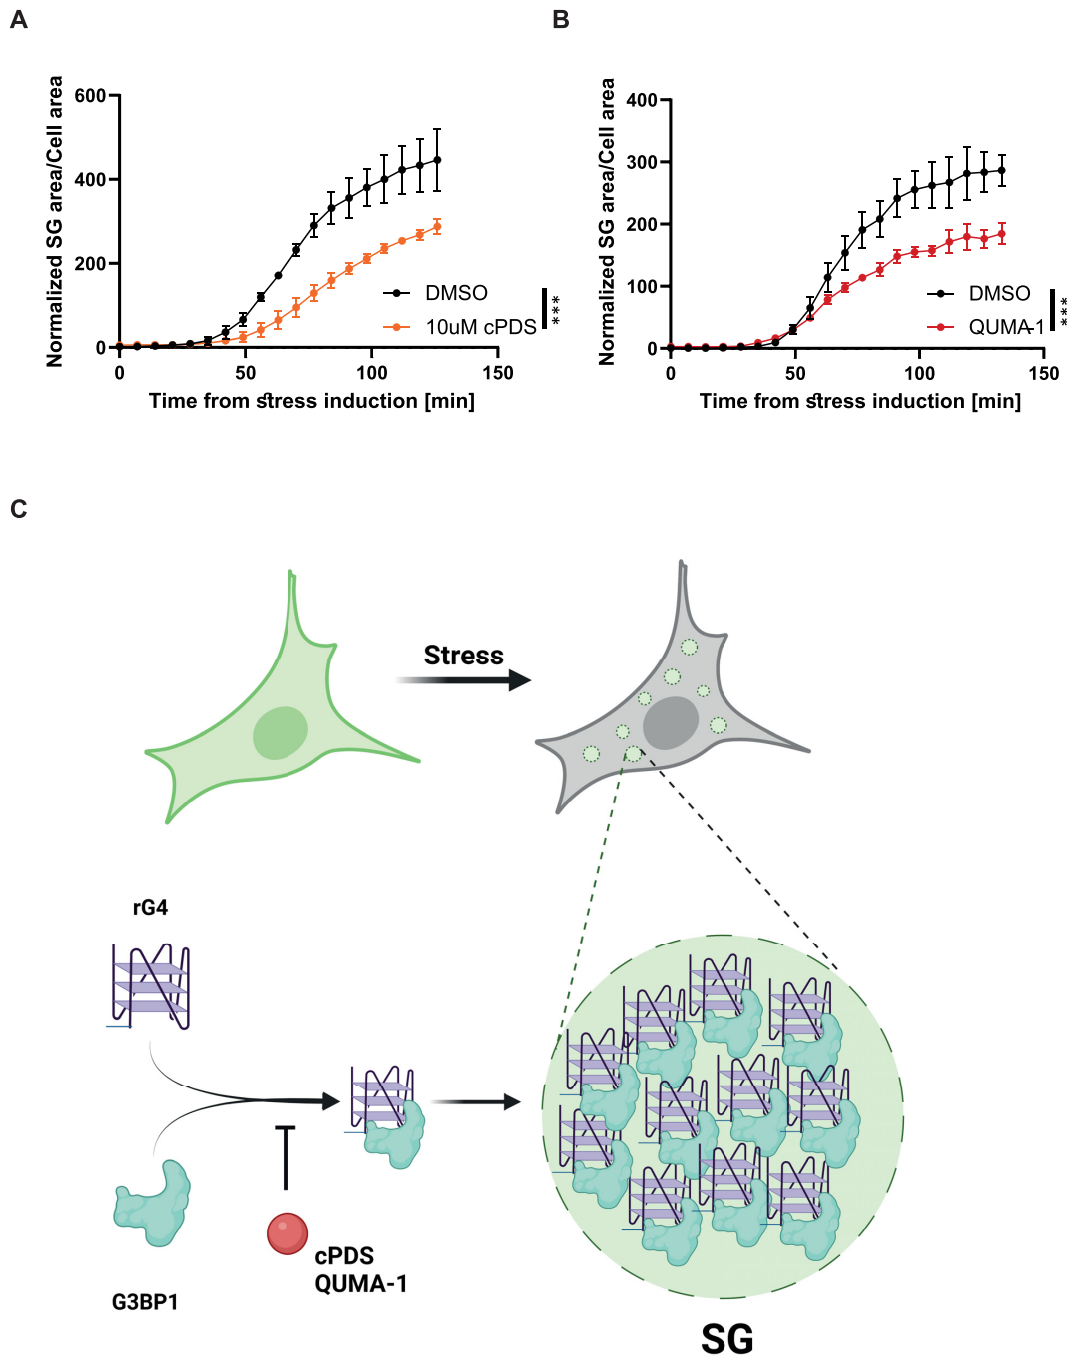 A
B
Normalized SG area/Cell area
600
400
200
0
0
50
100
150
DMSO
10uM cPDS
***
Time from stress induction [min]
Normalized SG area/Cell area
400
300
200
100
0
0
50
100
150
DMSO
QUMA-1
***
Time from stress induction [min]
C
Stress
rG4
G3BP1
cPDS
QUMA-1
SG